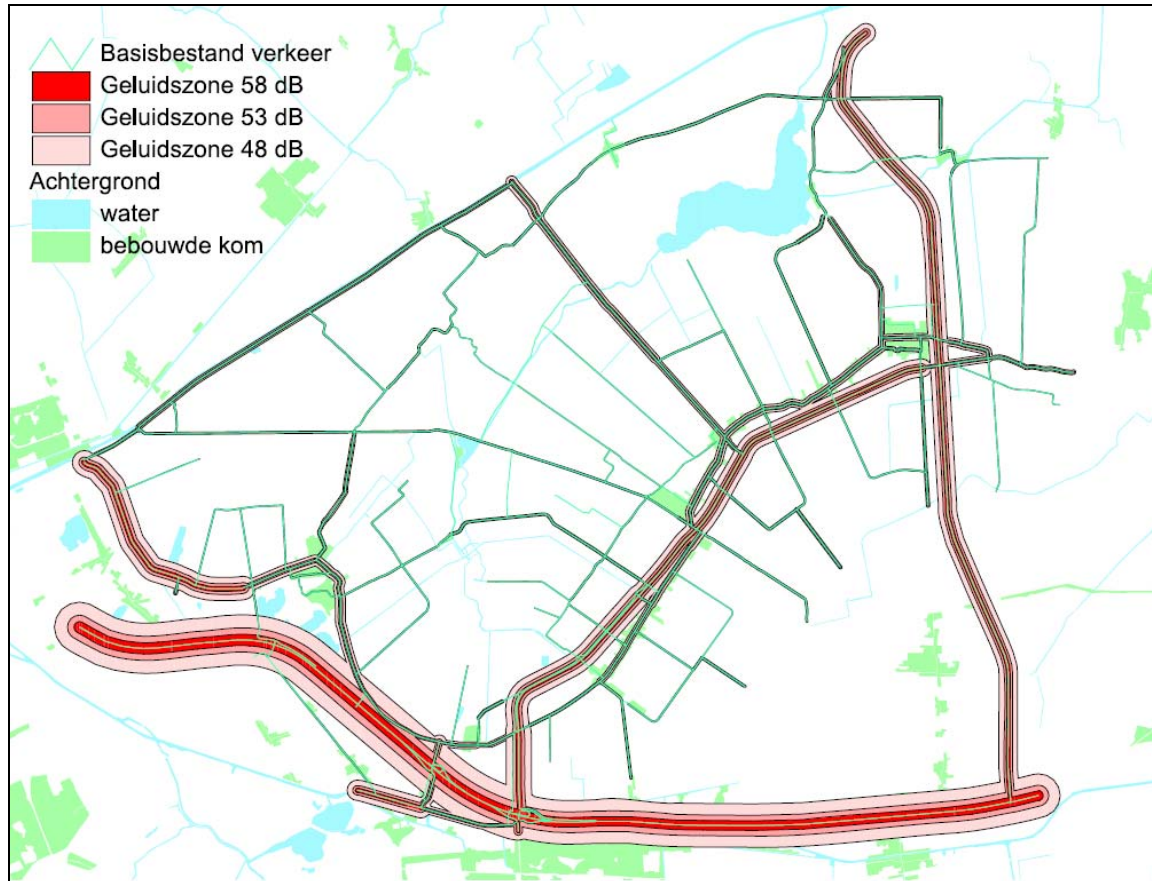 Basisbestand verkeer
Geluidszone 58 dB
Geluidszone 53 dB
Geluidszone 48 dB
Achtergrond
water
bebouwde kom